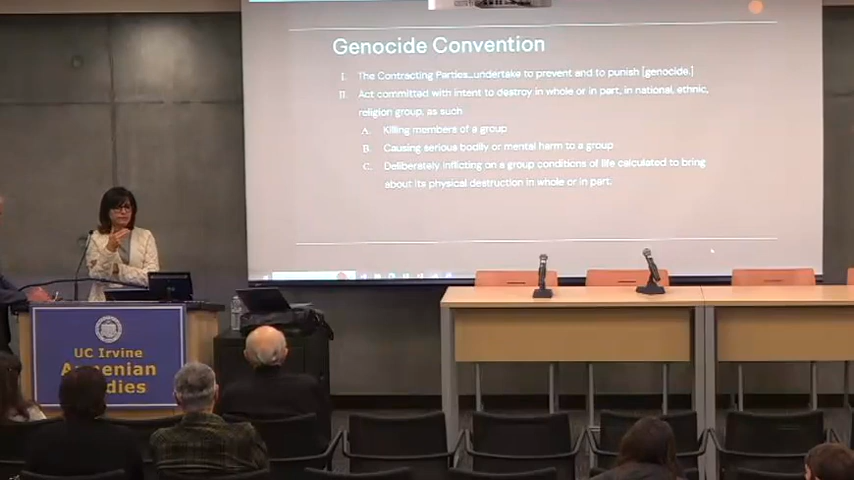 Genocide Convention
I. The Contracting Parties...undertake to prevent and to punish [genocide.]
II. Act committed with intent to destroy in whole or in part, in national, ethnic,
religion group, as such
A. Killing members of a group
B. Causing serious bodily or mental harm to a group
C. Deliberately inflicting on a group conditions of life calculated to bring
about its physical destruction in whole or in part.
UC Irvine
Armenian
Studies